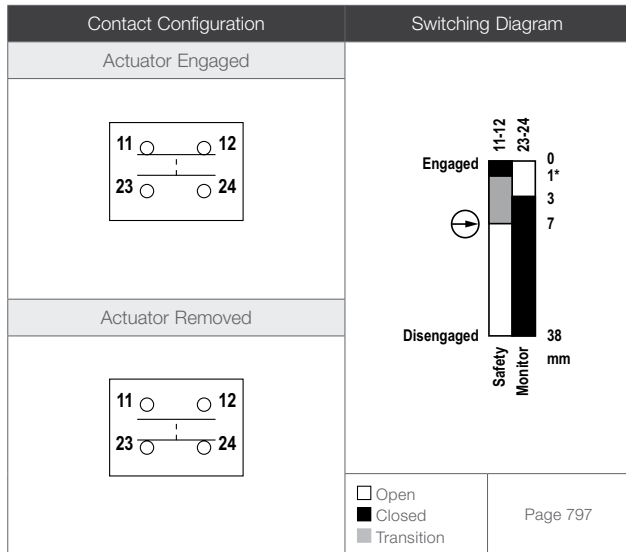 Contact Configuration
Switching Diagram
Actuator Engaged
11 12
23 24
Actuator Removed
11 12
23 24
11-12 23-24
Engaged
0
1*
3
7
Disengaged
38
mm
Safety Monitor
Open
Closed
Transition
Page 797